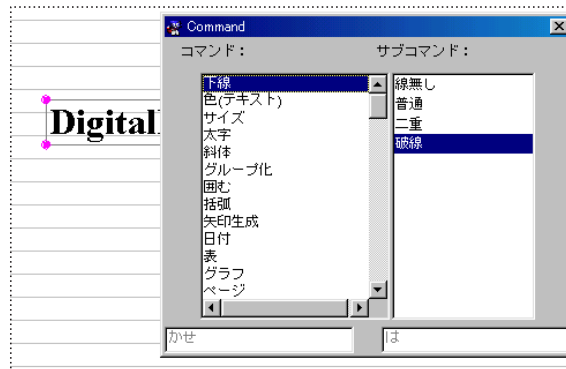 Command
コマンド：
サブコマンド：
下線
色(テキスト)
サイズ
太字
斜体
グループ化
囲む
括弧
矢印生成
日付
表
グラフ
ページ
線無し
普通
二重
破線
かせ
は
Digital